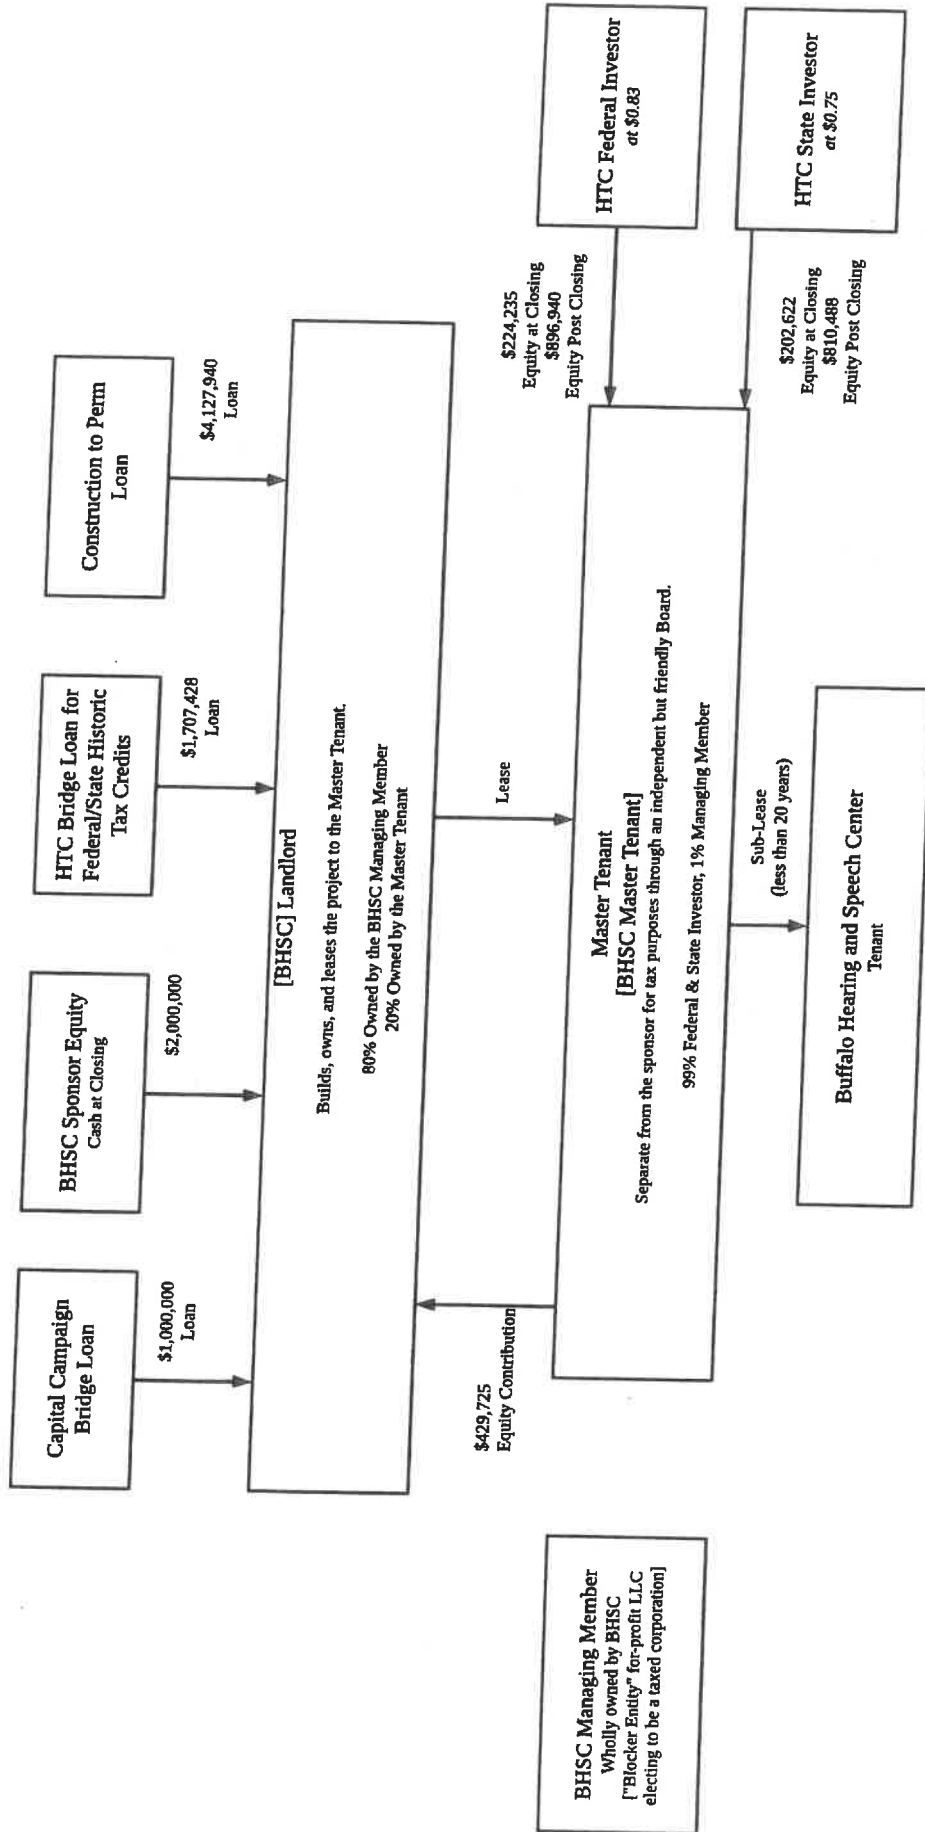 Capital Campaign
Bridge Loan
$1,000,000
Loan
BHSC Sponsor Equity
Cash at Closing
$2,000,000
HTC Bridge Loan for
Federal/State Historic
Tax Credits
$1,707,428
Loan
Construction to Perm
Loan
$4,127,940
Loan
[BHSC] Landlord
Builds, owns, and leases the project to the Master Tenant.
80% Owned by the BHSC Managing Member
20% Owned by the Master Tenant
$429,725
Equity Contribution
Lease
$224,235
Equity at Closing
$896,940
Equity Post Closing
HTC Federal Investor
at $0.83
BHSC Managing Member
Wholly owned by BHSC
["Blocker Entity" for-profit LLC
electing to be a taxed corporation]
Master Tenant
[BHSC Master Tenant]
Separate from the sponsor for tax purposes through an independent but friendly Board.
99% Federal & State Investor, 1% Managing Member
$202,622
Equity at Closing
$810,488
Equity Post Closing
HTC State Investor
at $0.75
Sub-Lease
(less than 20 years)
Buffalo Hearing and Speech Center
Tenant